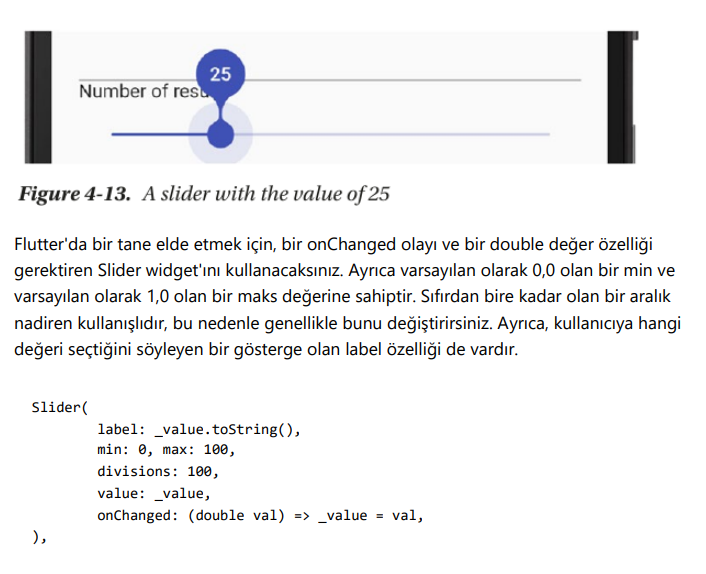 25
Number of resu
Figure 4-13. A slider with the value of 25
Flutter'da bir tane elde etmek için, bir onChanged olayı ve bir double değer özelliği
gerektiren Slider widget'ını kullanacaksınız. Ayrıca varsayılan olarak 0,0 olan bir min ve
varsayılan olarak 1,0 olan bir maks değerine sahiptir. Sıfırdan bire kadar olan bir aralık
nadiren kullanışlıdır, bu nedenle genellikle bunu değiştirirsiniz. Ayrıca, kullanıcıya hangi
değeri seçtiğini söyleyen bir gösterge olan label özelliği de vardır.
Slider(
label: _value.toString(),
min: 0, max: 100,
divisions: 100,
value: _value,
onChanged: (double val) => _value = val,
),